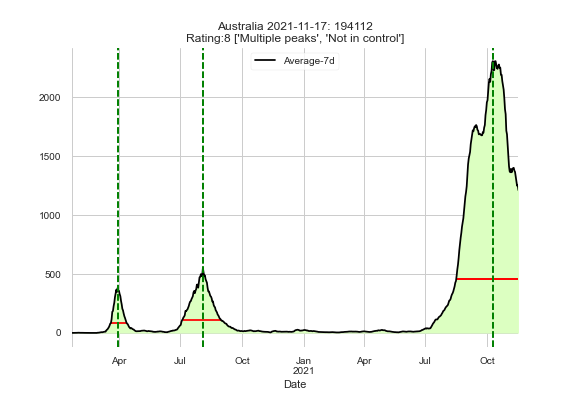 Australia 2021-11-17: 194112
Rating:8 ['Multiple peaks', 'Not in control']
Average-7d
2000
1500
1000
500
0
Apr Jul Oct Jan Apr Jul Oct
2021
Date